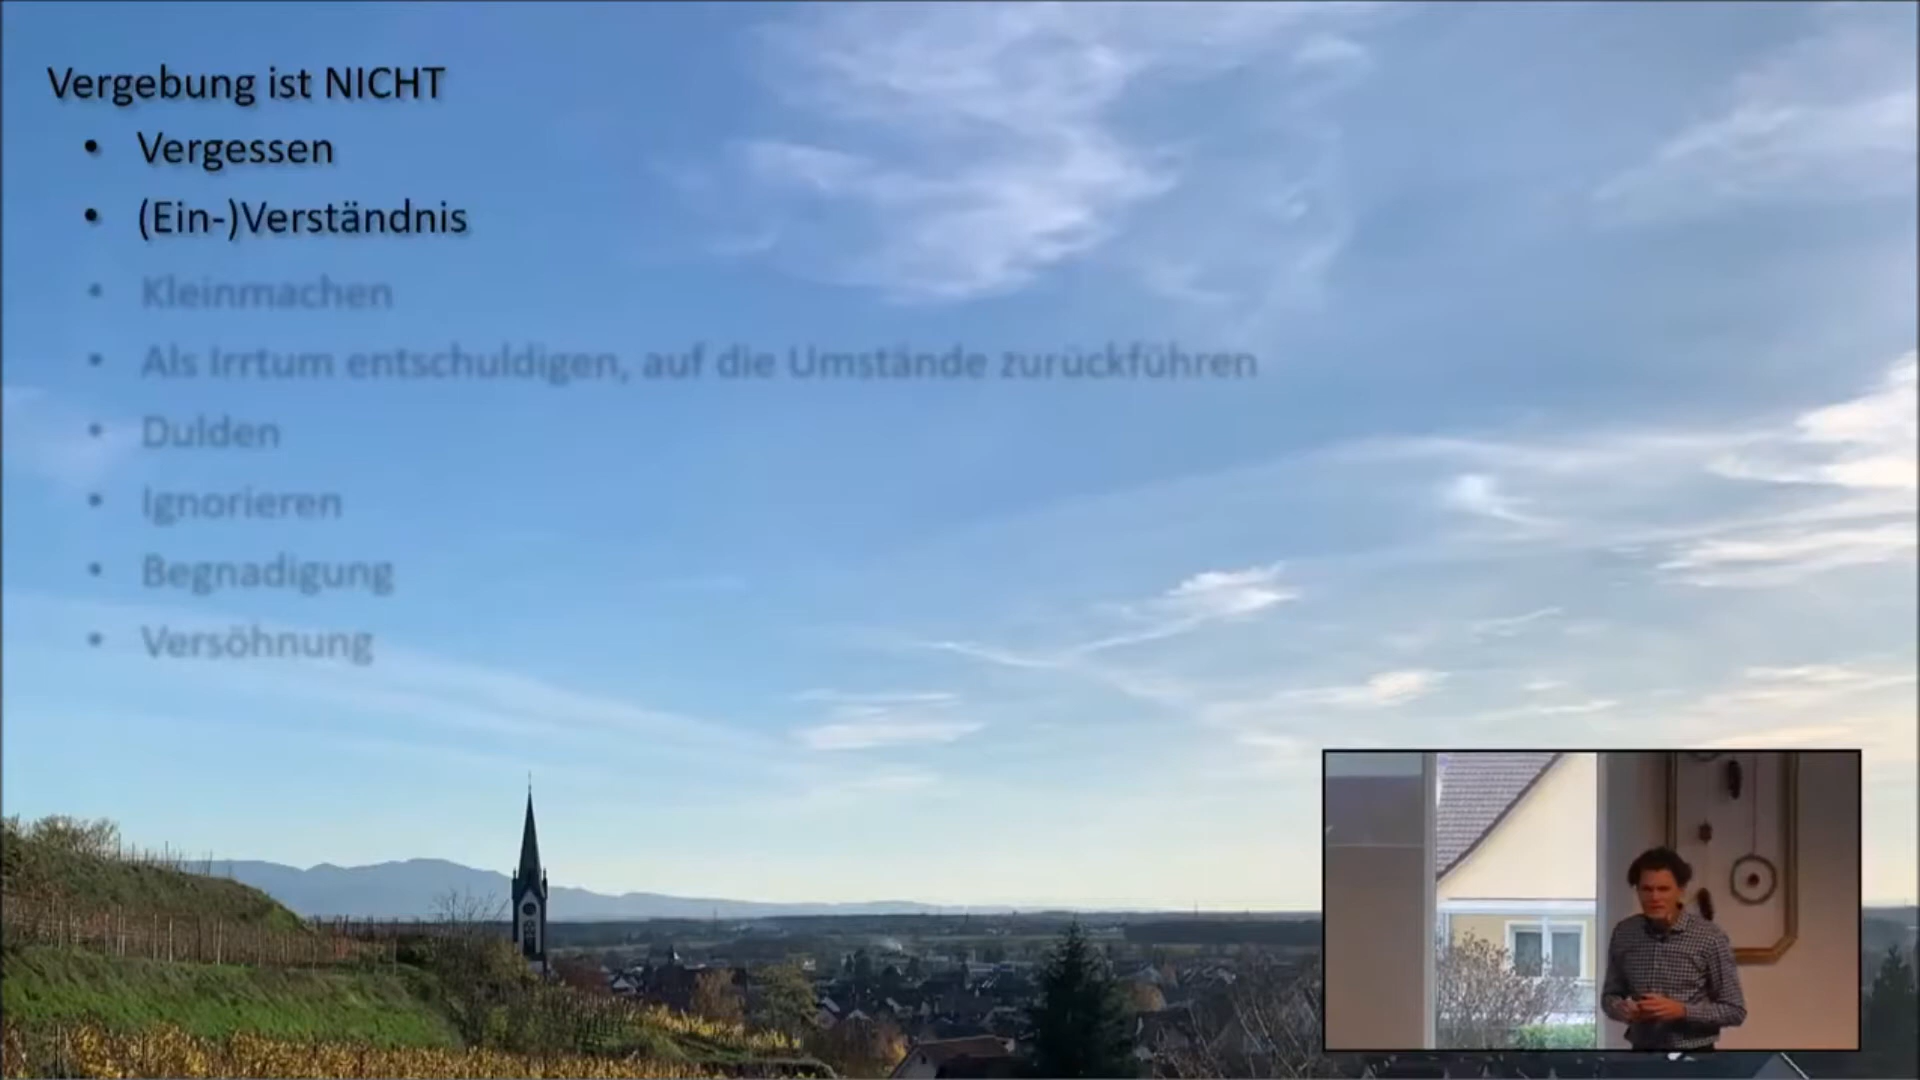 Vergebung ist NICHT
• Vergessen
• (Ein-)Verständnis
• Kleinmachen
• Als Irrtum entschuldigen, auf die Umstände zurückführen
• Dulden
• Ignorieren
• Begnadigung
• Versöhnung